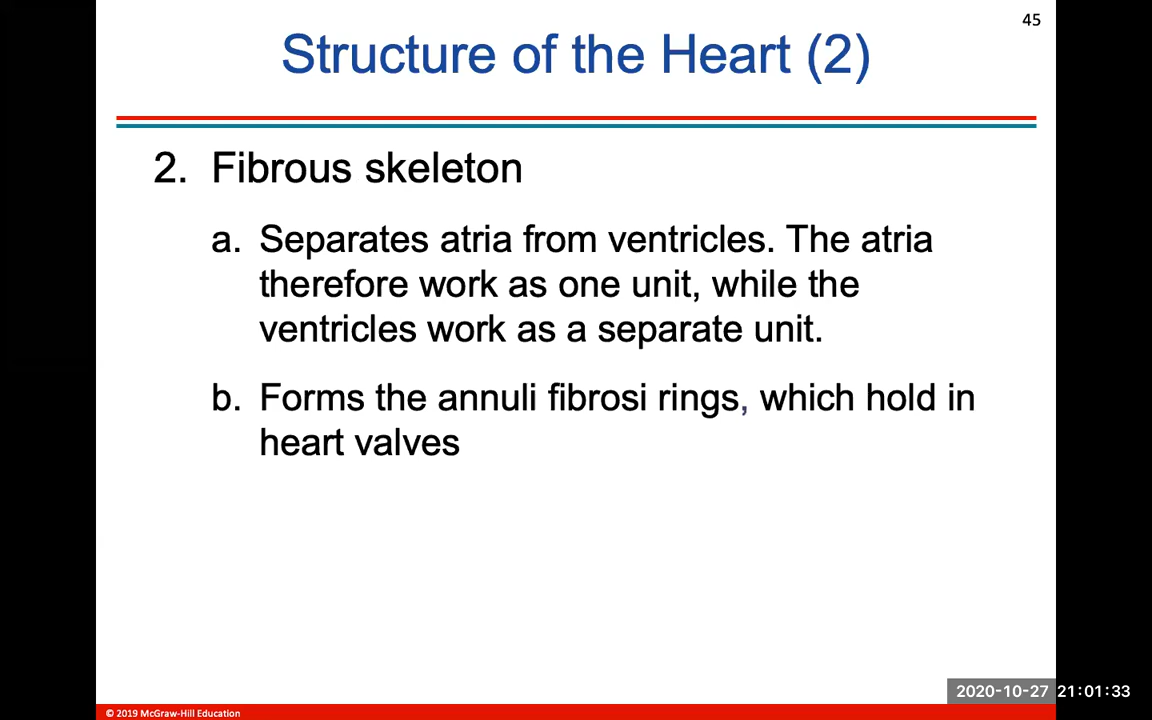 45
Structure of the Heart (2)
2. Fibrous skeleton
a. Separates atria from ventricles. The atria
therefore work as one unit, while the
ventricles work as a separate unit.
b. Forms the annuli fibrosi rings, which hold in
heart valves
2020-10-27 21:01:33
© 2019 McGraw-Hill Education